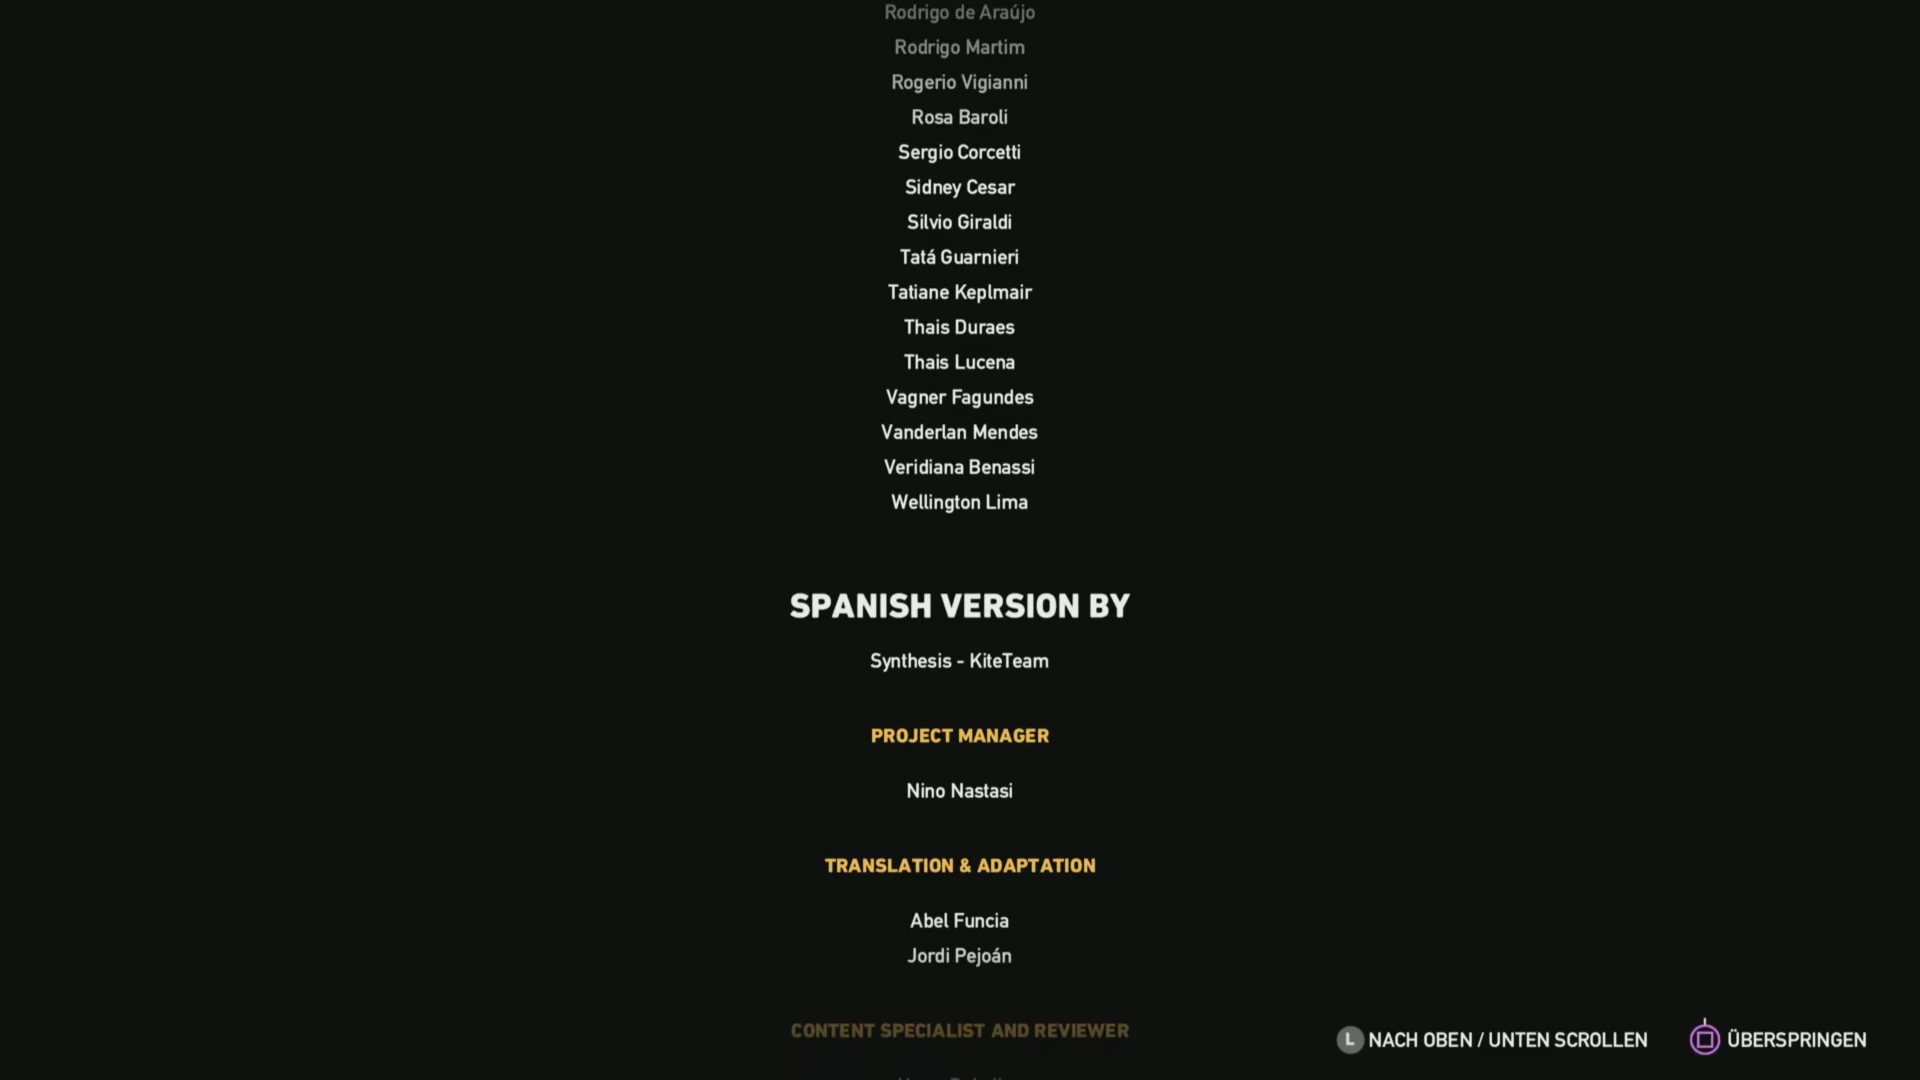 Rodrigo de Araújo
Rodrigo Martim
Rogerio Vigianni
Rosa Baroli
Sergio Corcetti
Sidney Cesar
Silvio Giraldi
Tatá Guarnieri
Tatiane Keplmair
Thais Duraes
Thais Lucena
Vagner Fagundes
Vanderlan Mendes
Veridiana Benassi
Wellington Lima
SPANISH VERSION BY
Synthesis - KiteTeam
PROJECT MANAGER
Nino Nastasi
TRANSLATION & ADAPTATION
Abel Funcia
Jordi Pejoán
CONTENT SPECIALIST AND REVIEWER
L NACH OBEN / UNTEN SCROLLEN
ÜBERSPRINGEN